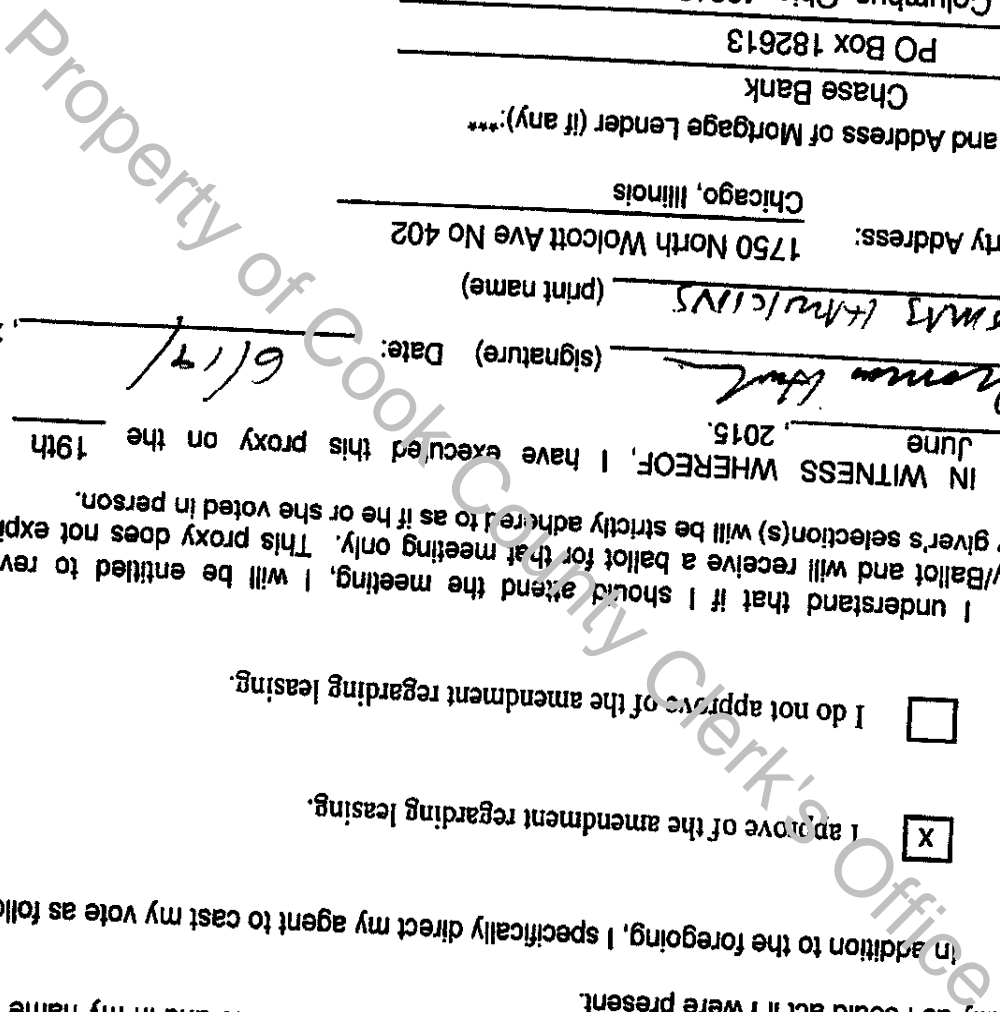 I could act if I were present.
in my name
In addition to the foregoing, I specifically direct my agent to cast my vote as follo
X I approve of the amendment regarding leasing.
I do not approve of the amendment regarding leasing.
I understand that if I should attend the meeting, I will be entitled to rev
/Ballot and will receive a ballot for that meeting only. This proxy does not expi
giver's selection(s) will be strictly adhered to as if he or she voted in person.
IN WITNESS WHEREOF, I have executed this proxy on the 19th
June, 2015.
(signature) Date: 6/17/
(print name)
rty Address: 1750 North Wolcott Ave No 402
Chicago, Illinois
and Address of Mortgage Lender (if any):***
Chase Bank
PO Box 182613
Property of Cook County Clerk's Office